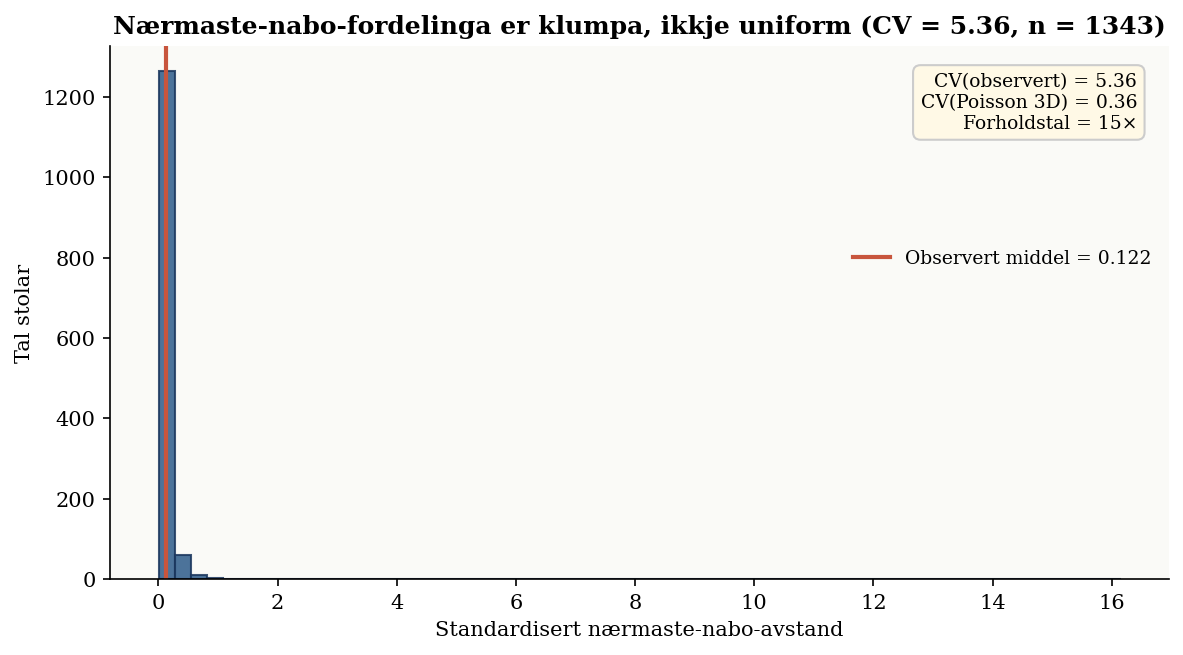 Nærmaste-nabo-fordelinga er klumpa, ikkje uniform (CV = 5.36, n = 1343)
CV(observert) = 5.36
CV(Poisson 3D) = 0.36
Forholdstal = 15×
Observert middel = 0.122
Tal stolar
1200
1000
800
600
400
200
0
0 2 4 6 8 10 12 14 16
Standardisert nærmaste-nabo-avstand